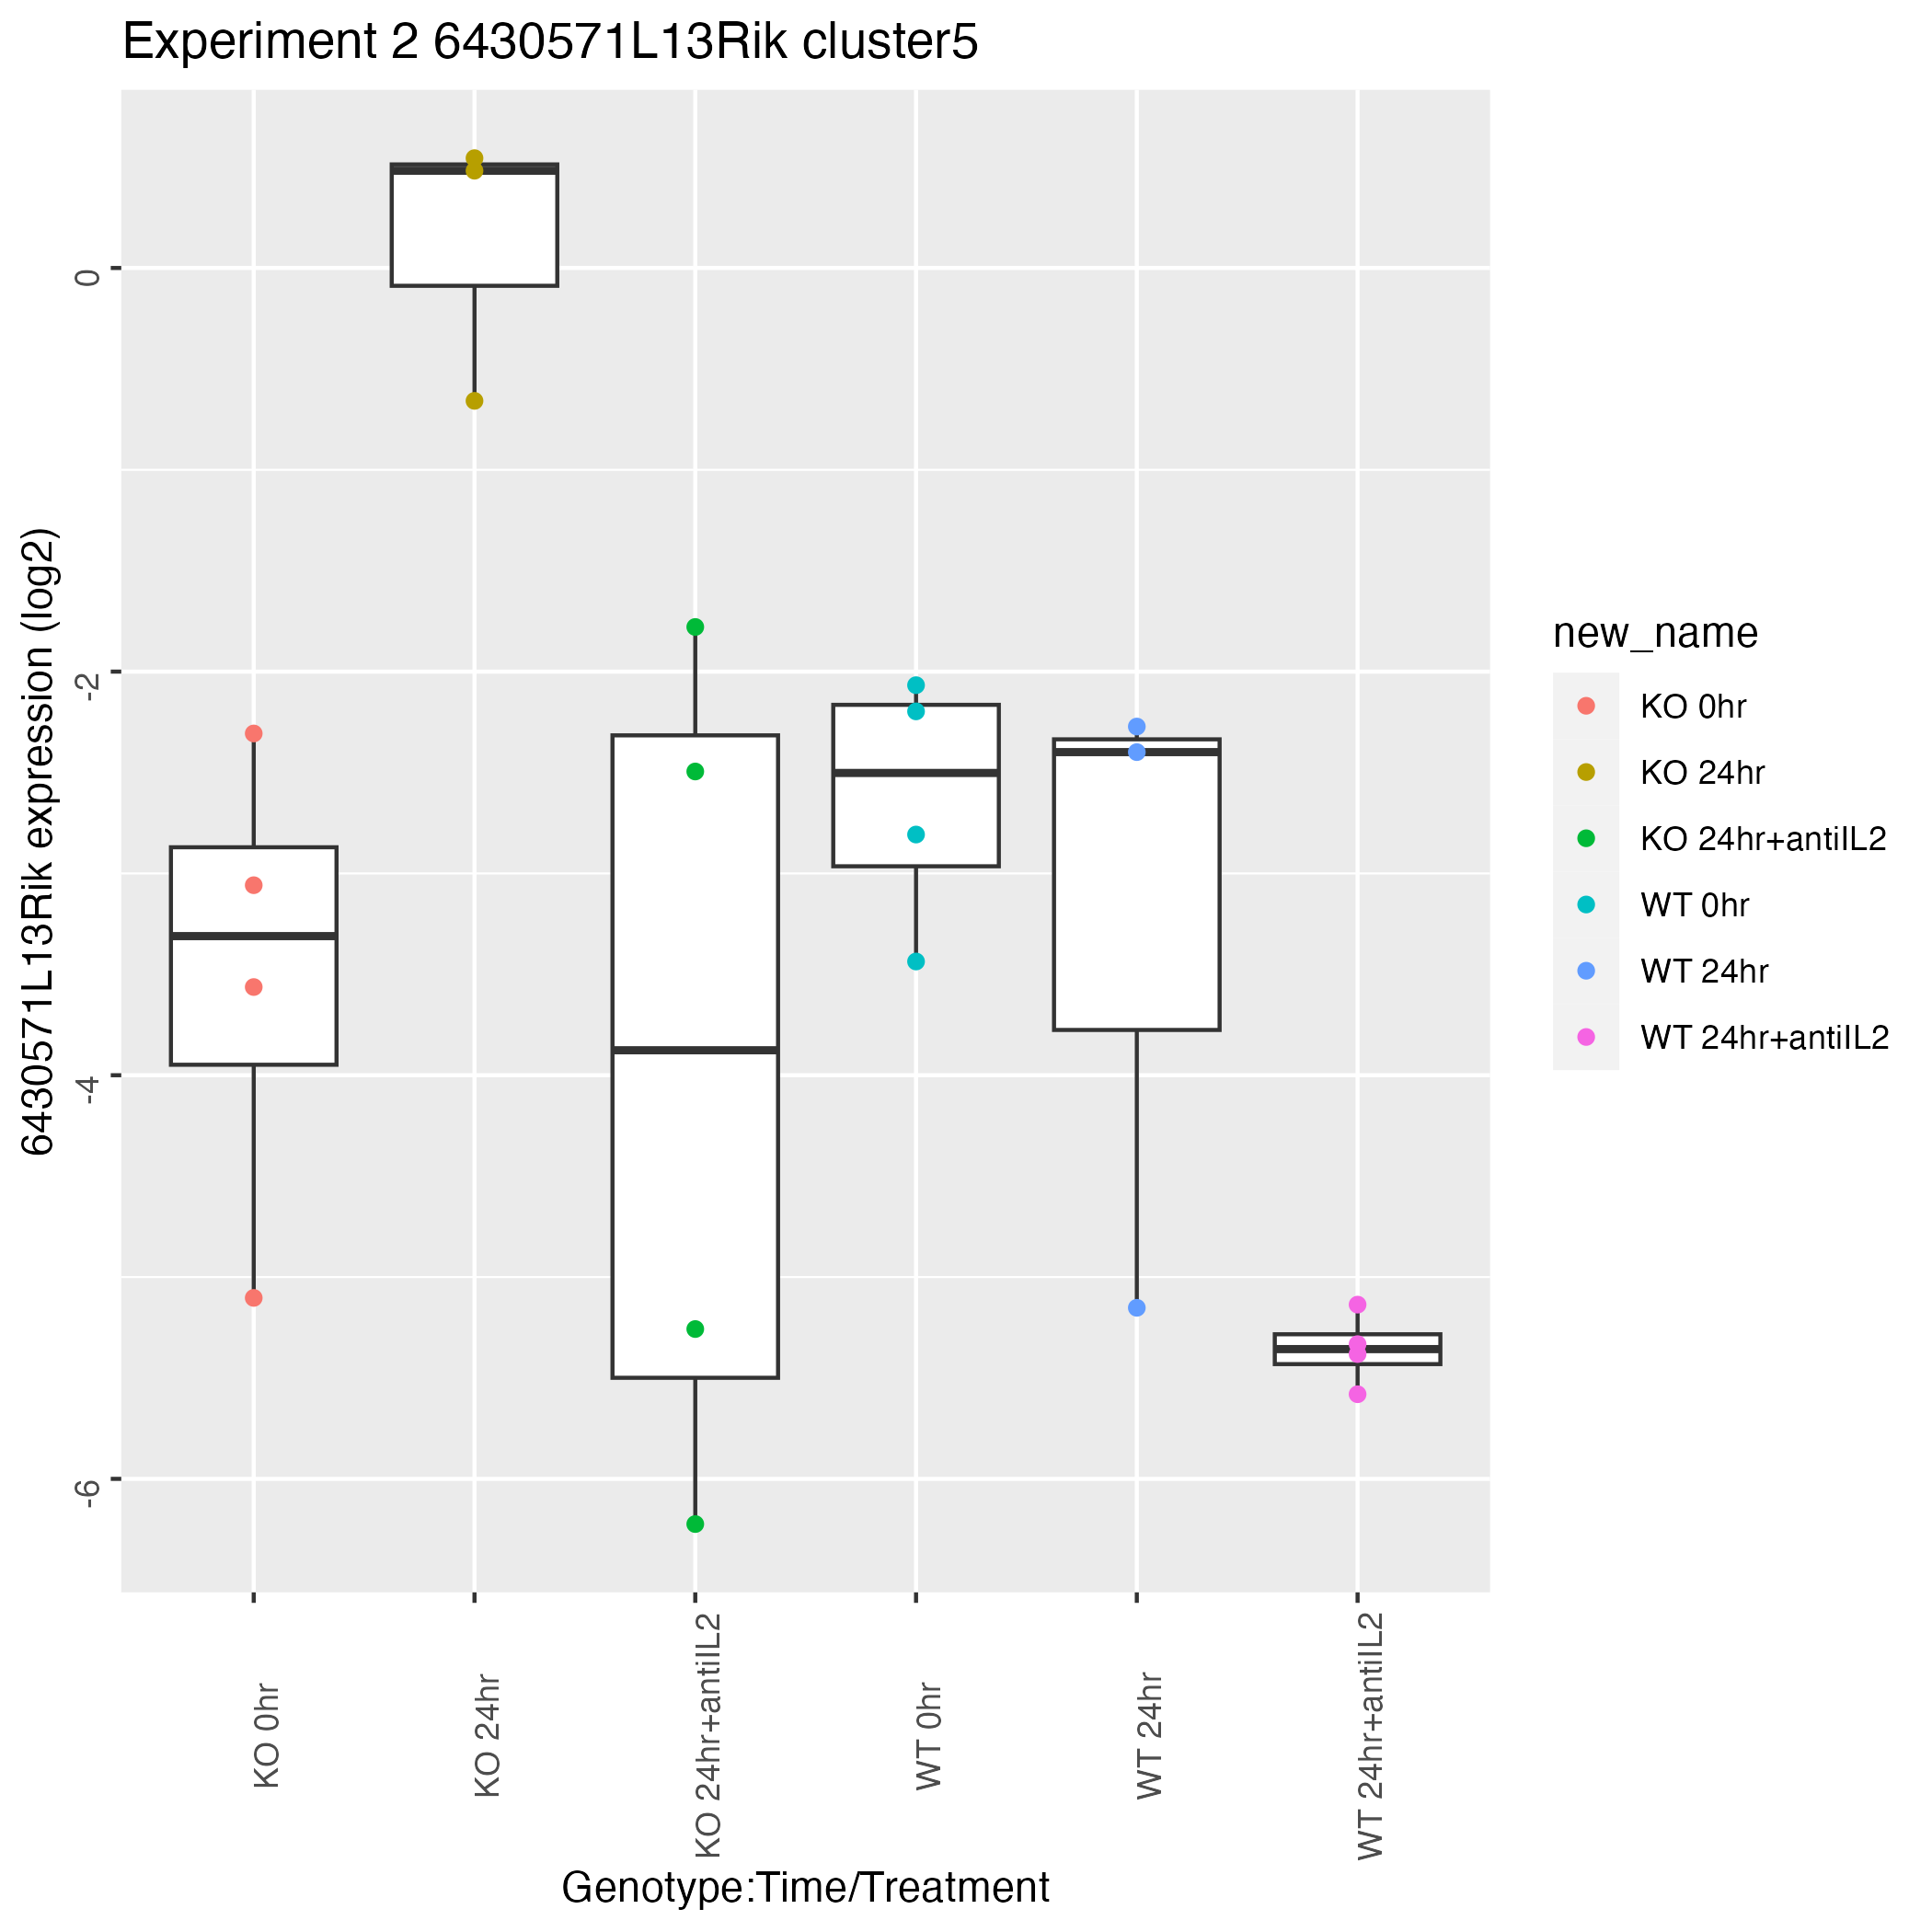 Experiment 2 6430571L13Rik cluster5
6430571L13Rik expression (log2)
0
-2
-4
-6
KO 0hr
KO 24hr
KO 24hr+antiIL2
WT 0hr
WT 24hr
WT 24hr+antiIL2
Genotype:Time/Treatment
new_name
KO 0hr
KO 24hr
KO 24hr+antiIL2
WT 0hr
WT 24hr
WT 24hr+antiIL2